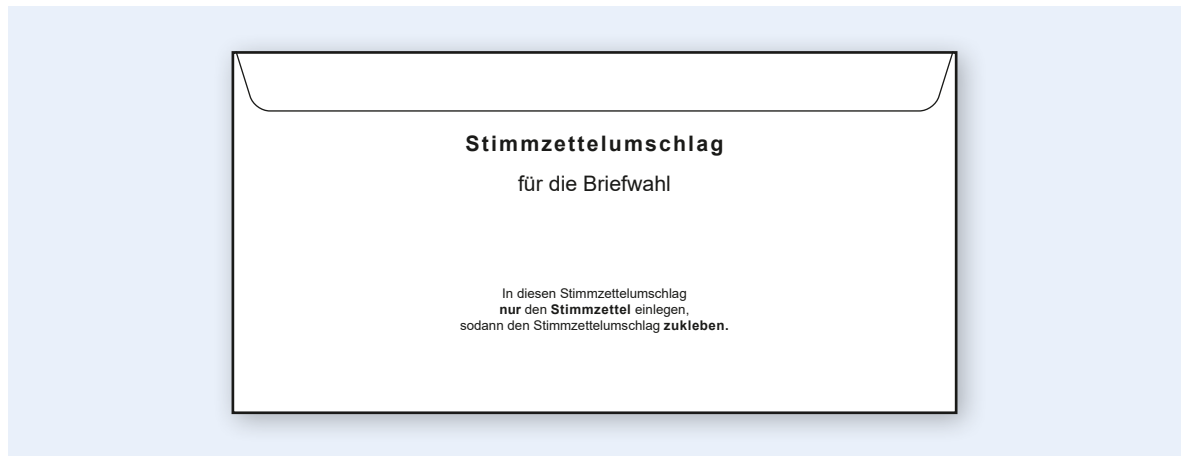 Stimmzettelumschlag
für die Briefwahl
In diesen Stimmzettelumschlag
nur den Stimmzettel einlegen,
sodann den Stimmzettelumschlag zukleben.